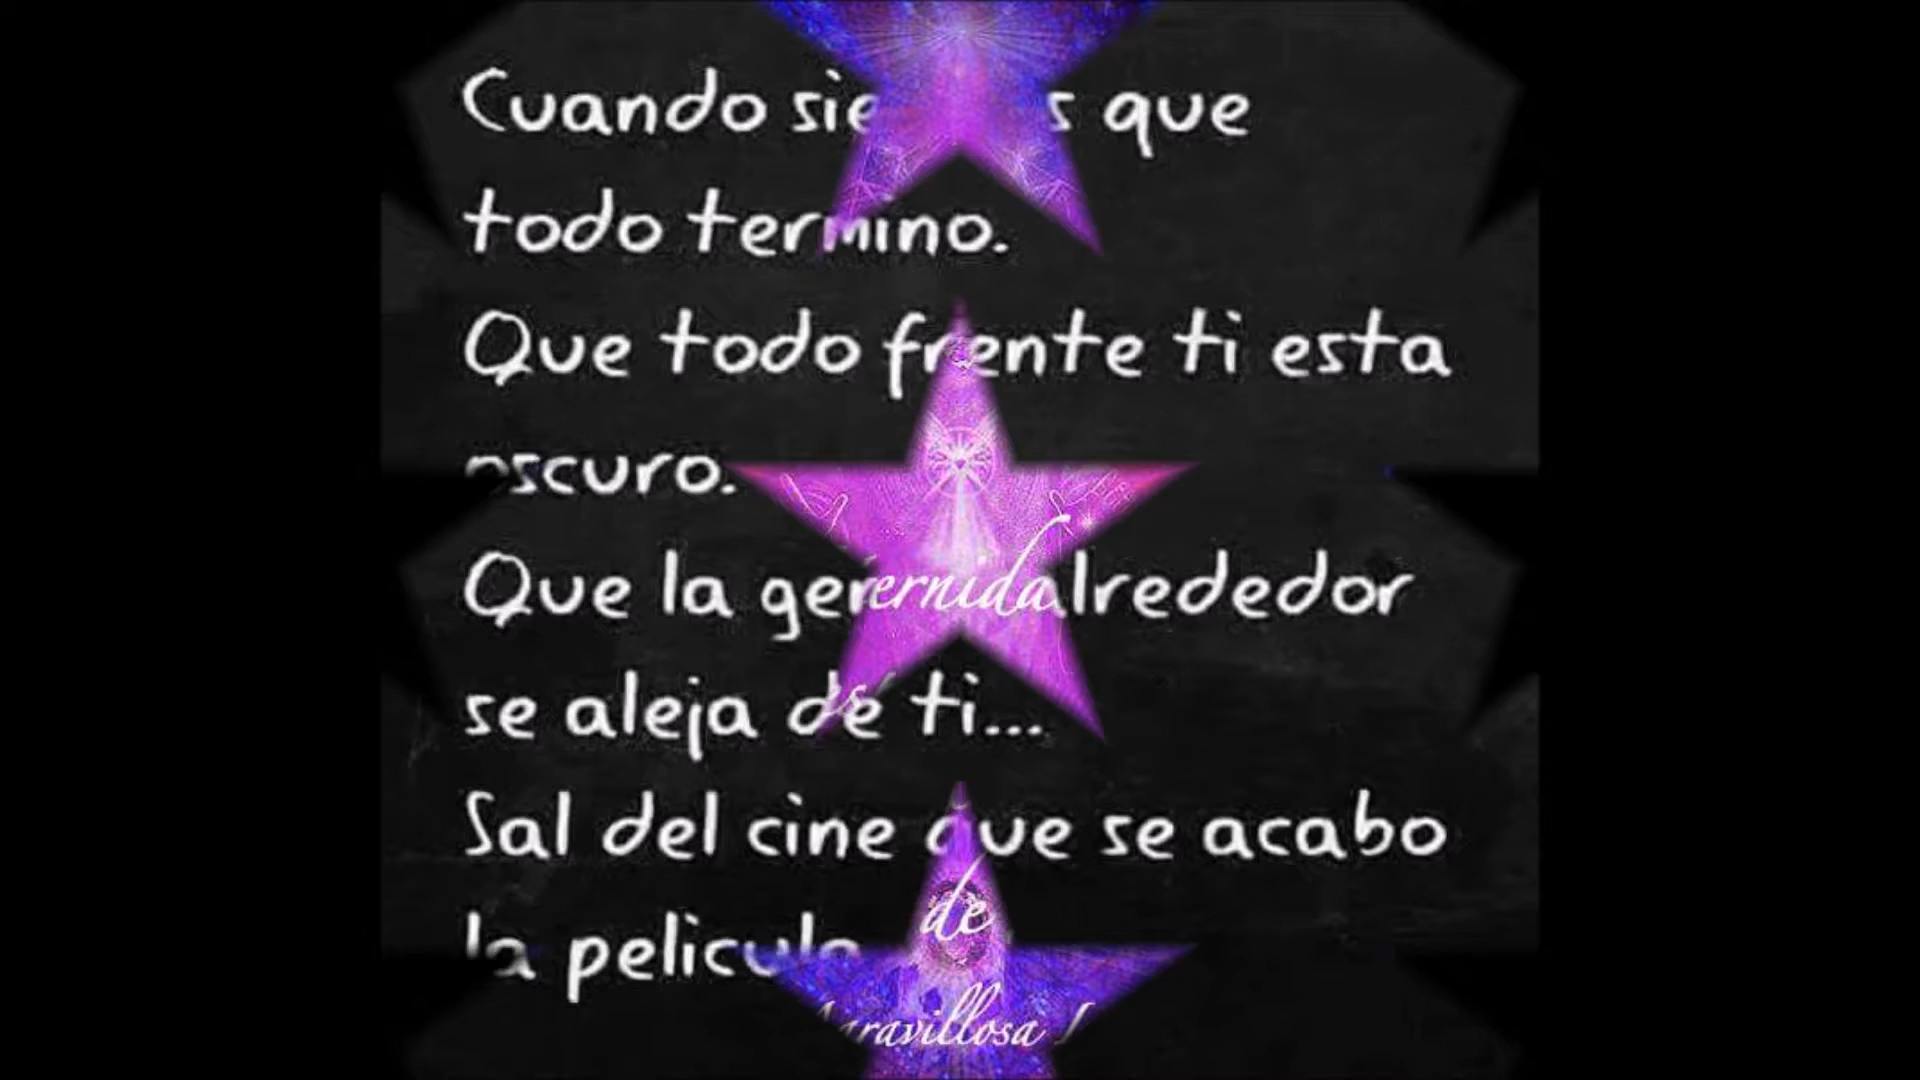 Cuando que
todo termino.
Que todo frente ti esta
oscuro.
Que la alrededor
se aleja de ti...
Sal del cine que se acabo
la pelicula
de